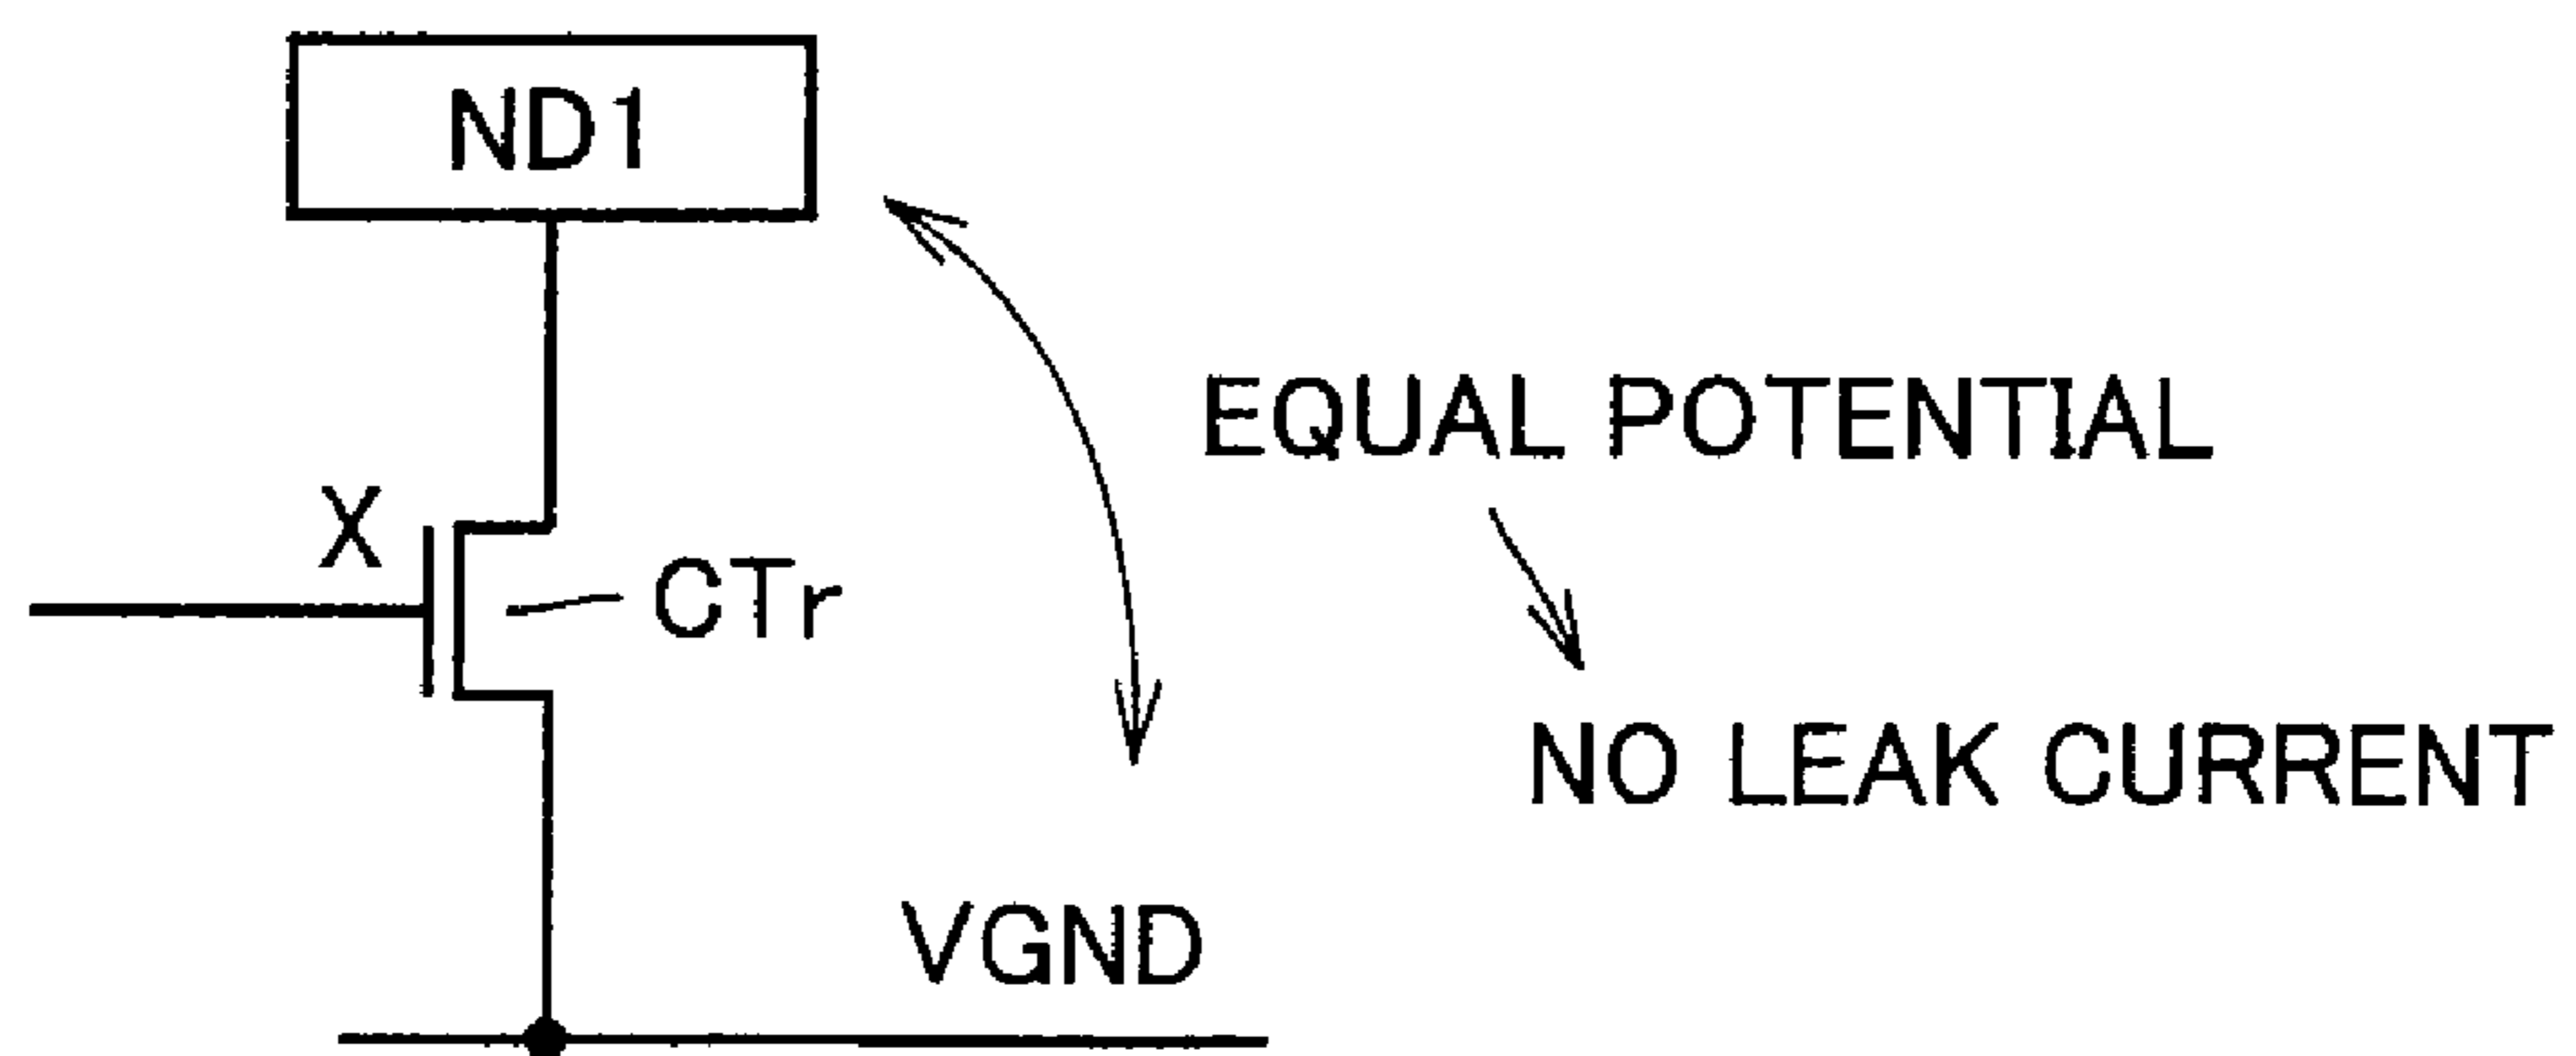 ND1
EQUAL POTENTIAL
X
CTr
NO LEAK CURRENT
VGND